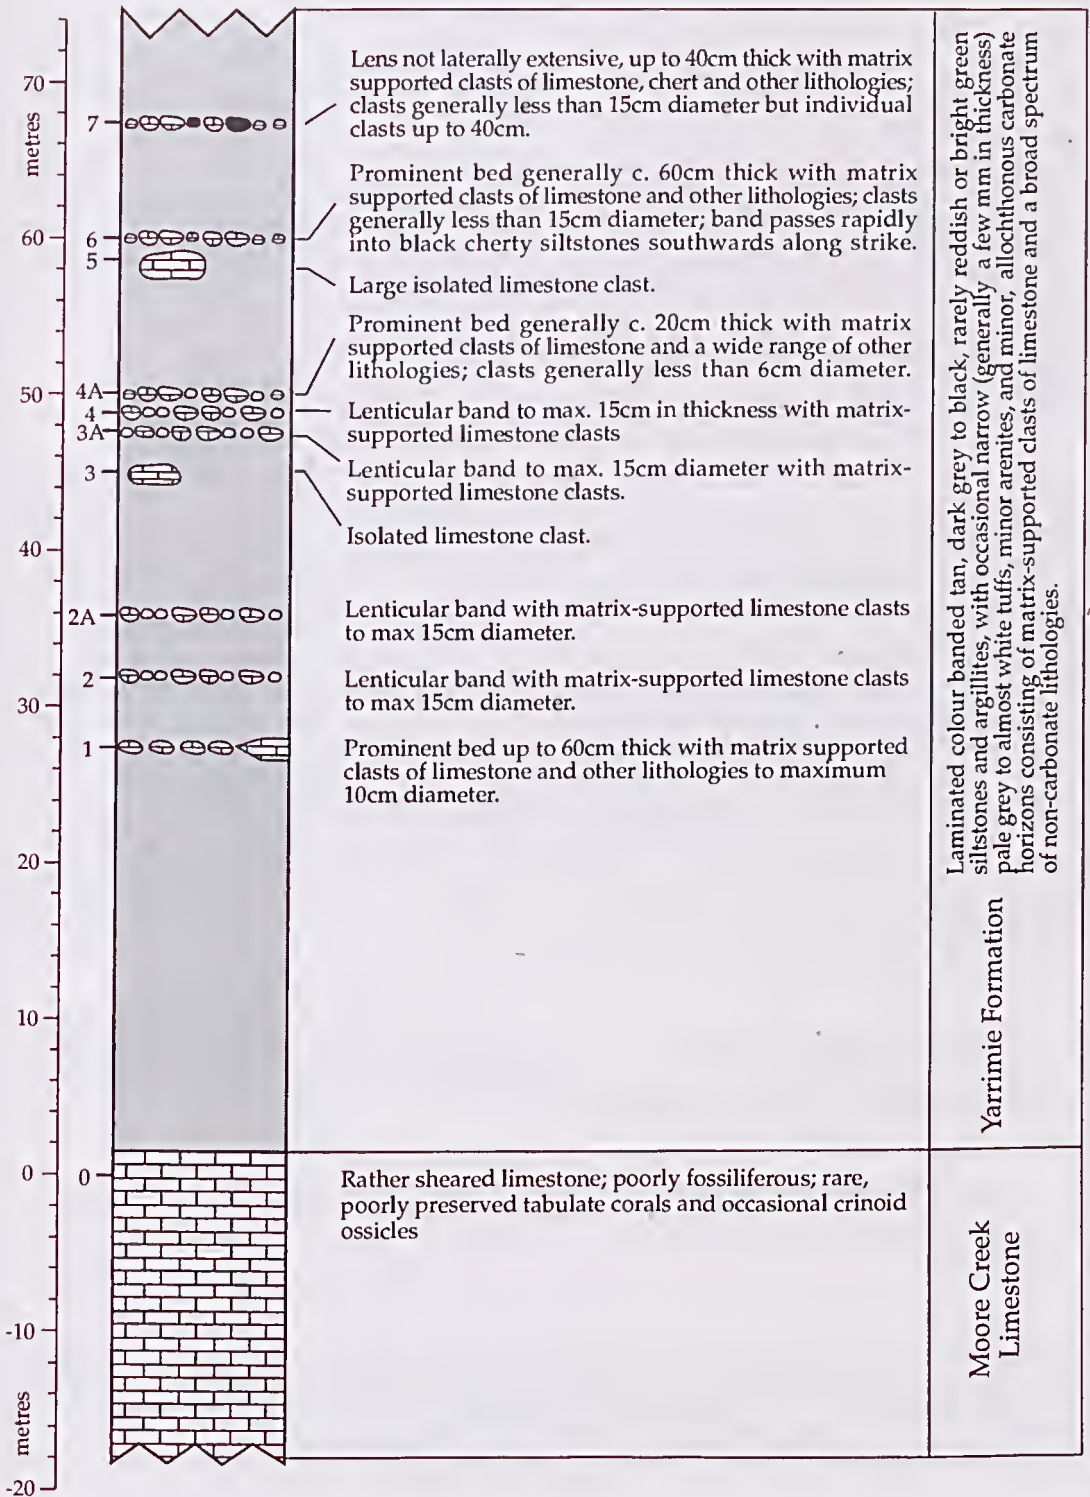 70
metres
60
50
40
30
20
10
0
-10
metres
-20
7
6
5
4A
4
3A
3
2A
2
1
0
Lens not laterally extensive, up to 40cm thick with matrix
supported clasts of limestone, chert and other lithologies;
clasts generally less than 15cm diameter but individual
clasts up to 40cm.
Prominent bed generally c. 60cm thick with matrix
supported clasts of limestone and other lithologies; clasts
generally less than 15cm diameter; band passes rapidly
into black cherty siltstones southwards along strike.
Large isolated limestone clast.
Prominent bed generally c. 20cm thick with matrix
supported clasts of limestone and a wide range of other
lithologies; clasts generally less than 6cm diameter.
Lenticular band to max. 15cm in thickness with matrix-
supported limestone clasts
Lenticular band to max. 15cm diameter with matrix-
supported limestone clasts.
Isolated limestone clast.
Lenticular band with matrix-supported limestone clasts
to max 15cm diameter.
Lenticular band with matrix-supported limestone clasts
to max 15cm diameter.
Prominent bed up to 60cm thick with matrix supported
clasts of limestone and other lithologies to maximum
10cm diameter.
Rather sheared limestone; poorly fossiliferous; rare,
poorly preserved tabulate corals and occasional crinoid
ossicles
Laminated colour banded tan, dark grey to black, rarely reddish or bright green
siltstones and argillites, with occasional narrow (generally a few mm in thickness)
pale grey to almost white tuffs, minor arenites, and minor, allochthonous carbonate
horizons consisting of matrix-supported clasts of limestone and a broad spectrum
of non-carbonate lithologies.
Yarrimie Formation
Moore Creek
Limestone